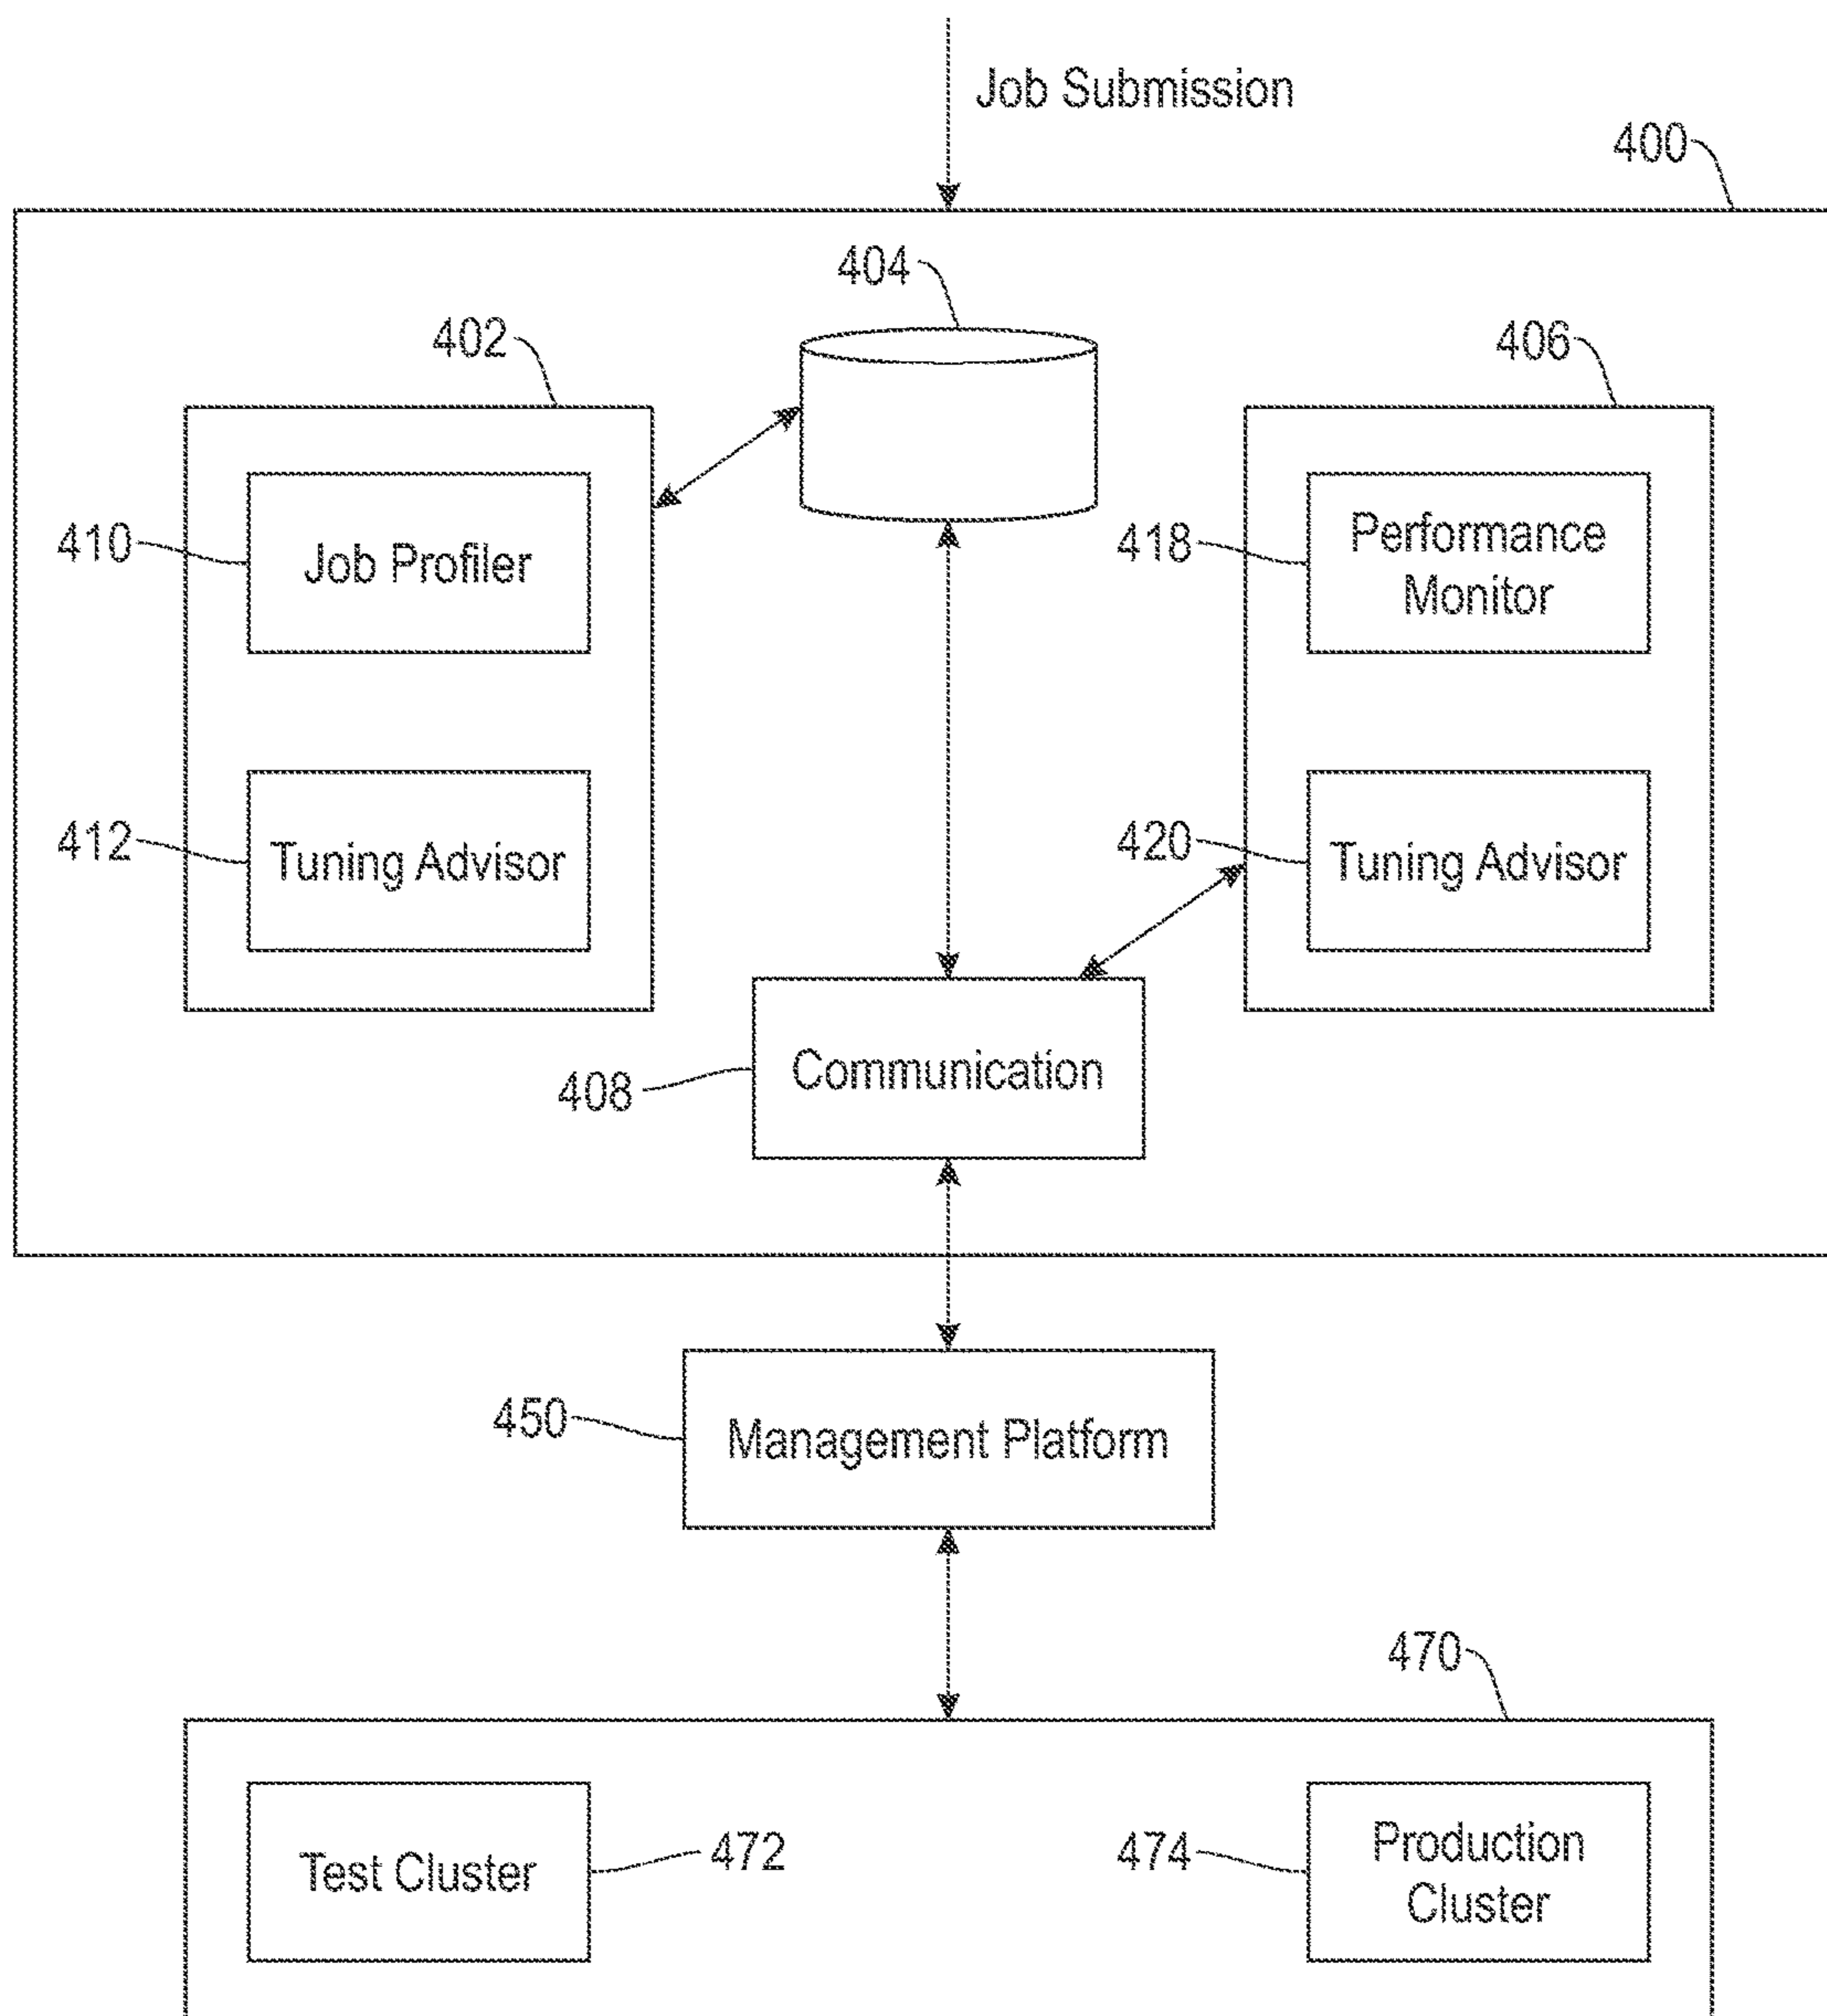 Job Submission
400
404
402
406
410
Job Profiler
418
Performance
Monitor
412
Tuning Advisor
420
Tuning Advisor
408
Communication
450
Management Platform
470
Test Cluster
472
474
Production
Cluster